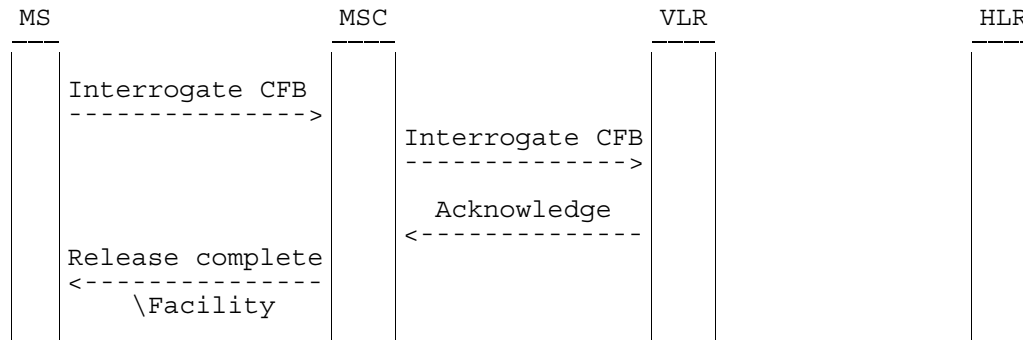 MS MSC VLR HLR
Interrogate CFB
--------------->
Interrogate CFB
-------------->
Acknowledge
<--------------
Release complete
<---------------
\Facility